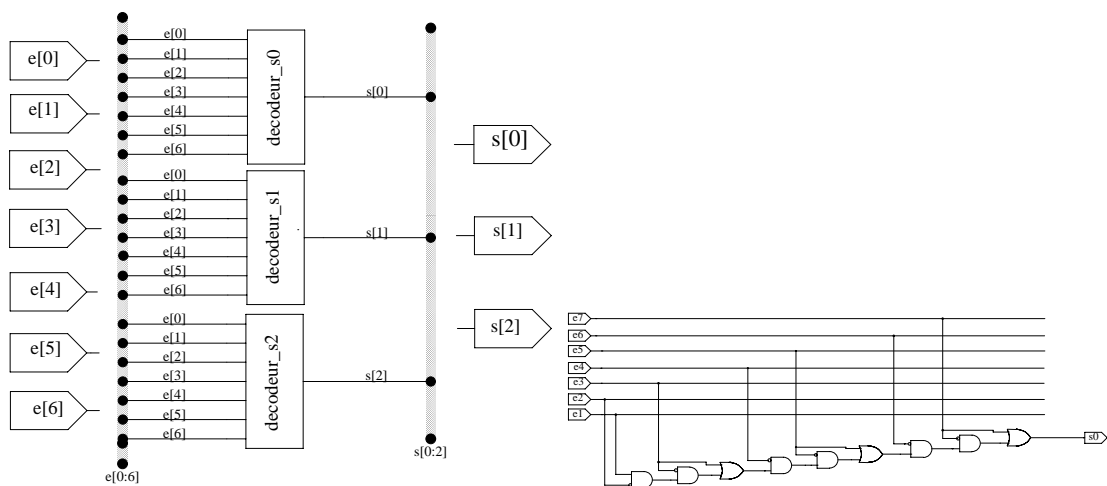 e[0]
e[1]
e[2]
e[3]
e[4]
e[5]
e[6]
e[0]
e[1]
e[2]
e[3]
e[4]
e[5]
e[6]
decodeur_s0
s[0]
e[0]
e[1]
e[2]
e[3]
e[4]
e[5]
e[6]
decodeur_s1
s[1]
e[0]
e[1]
e[2]
e[3]
e[4]
e[5]
e[6]
decodeur_s2
s[2]
e[0:6]
s[0:2]
s[0]
s[1]
s[2]
e7
e6
e5
e4
e3
e2
e1
s0